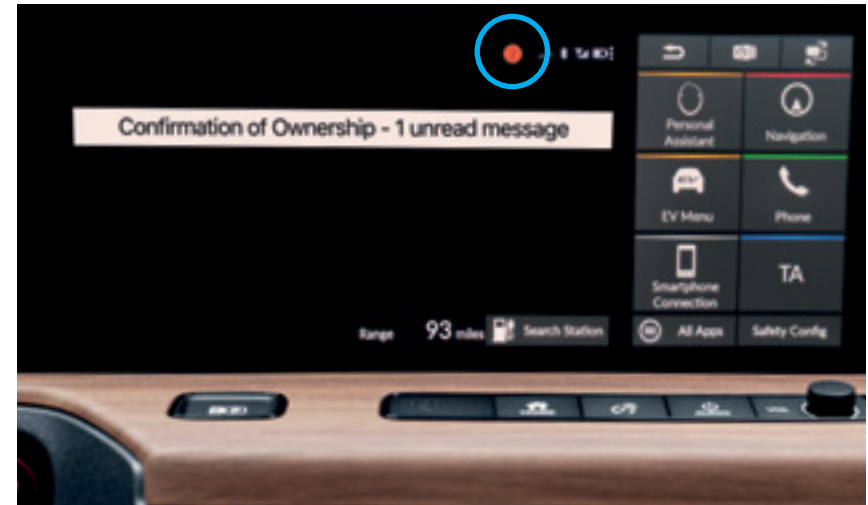 Confirmation of Ownership - 1 unread message
Personal
Assistant
Navigation
EV Menu
Phone
Smartphone
Connection
TA
Range 93 miles
Search Station
All Apps
Safety Config